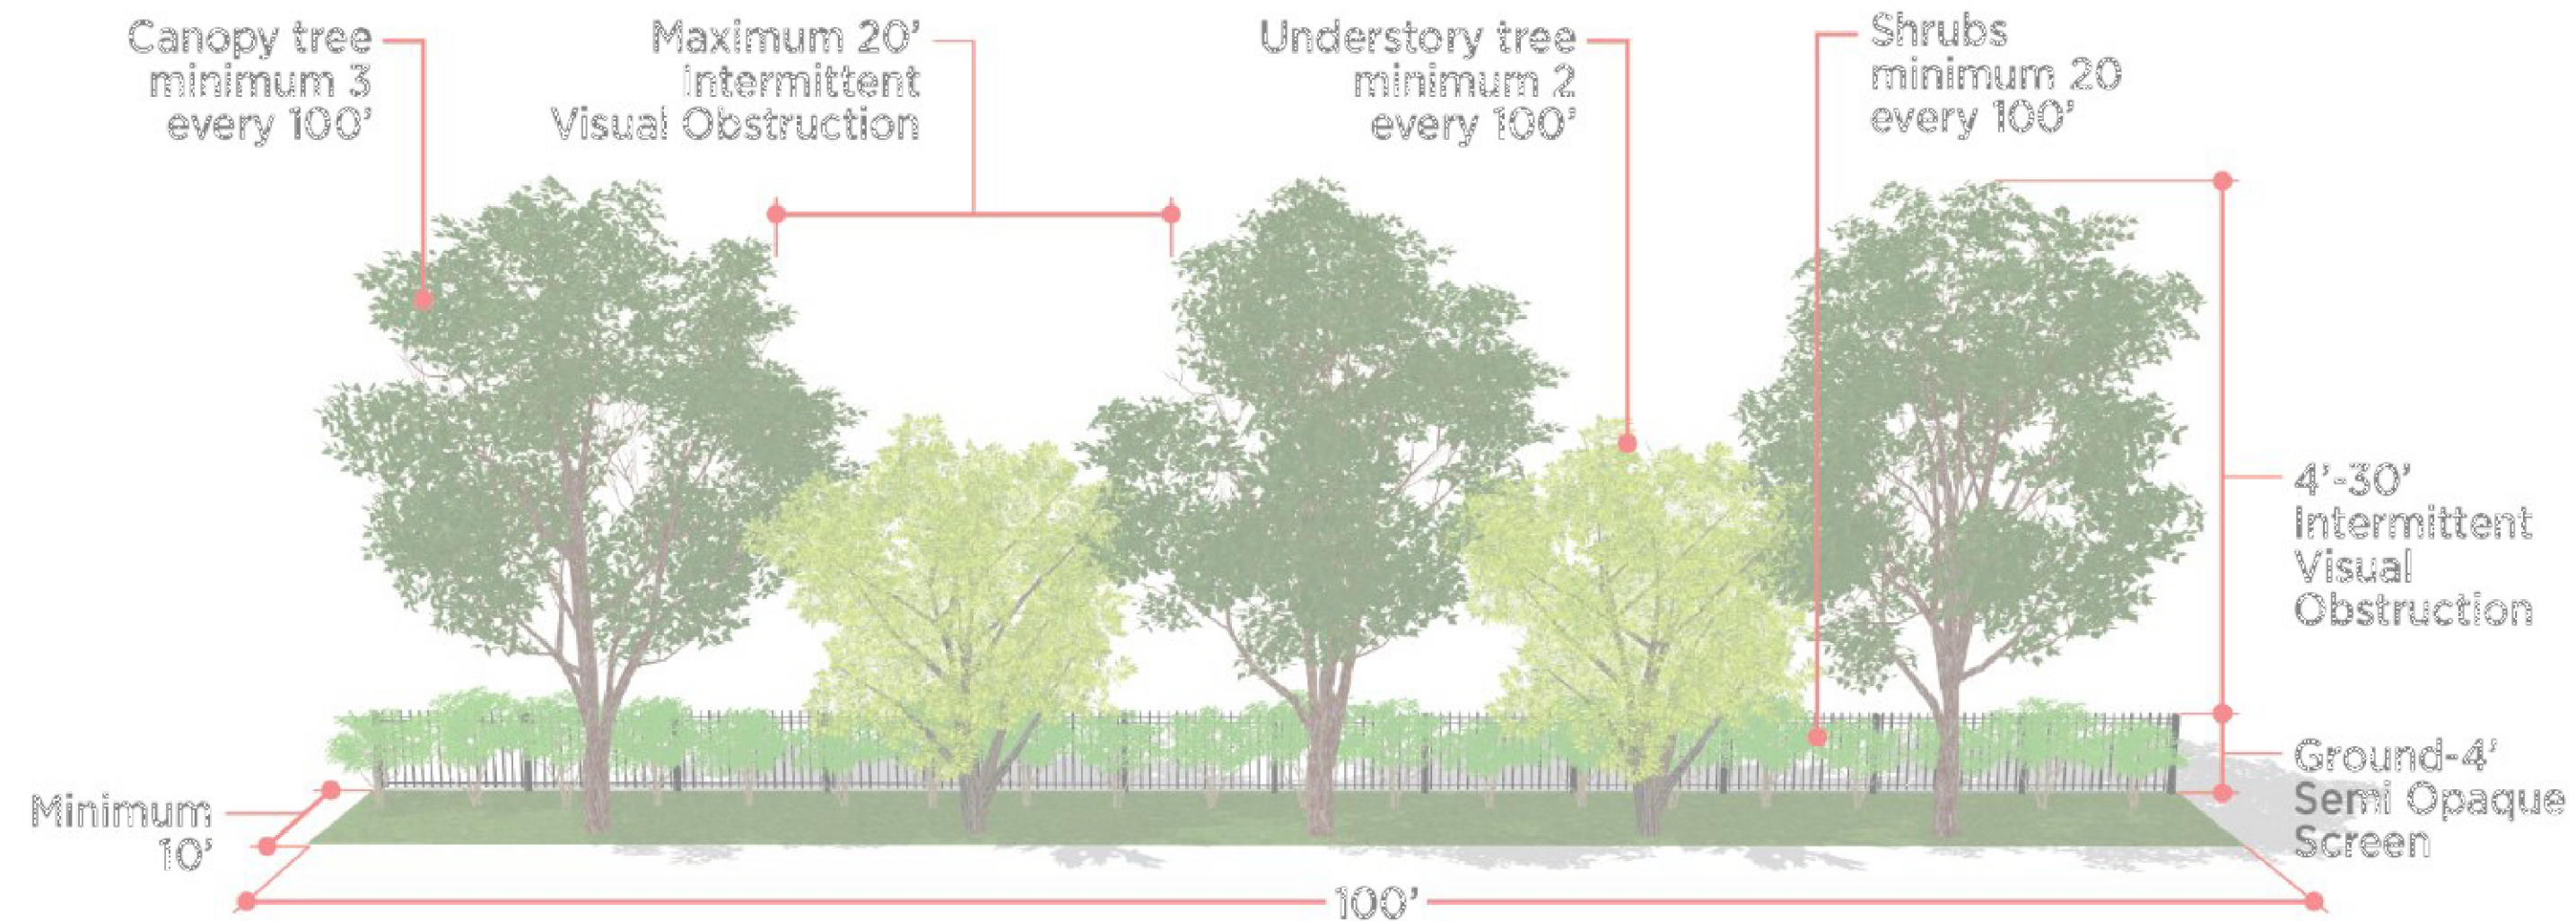 Canopy tree
minimum 3
every 100’
Maximum 20’
Intermittent
Visual Obstruction
Understory tree
minimum 2
every 100’
Shrubs
minimum 20
every 100’
4’-30’
Intermittent
Visual
Obstruction
Ground-4’
Semi Opaque
Screen
Minimum
10’
100’